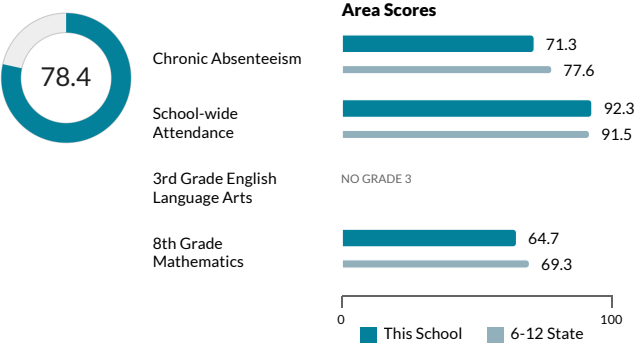 Area Scores
78.4
Chronic Absenteeism
71.3
77.6
School-wide
Attendance
92.3
91.5
3rd Grade English
Language Arts
NO GRADE 3
8th Grade
Mathematics
64.7
69.3
0
100
This School
6-12 State